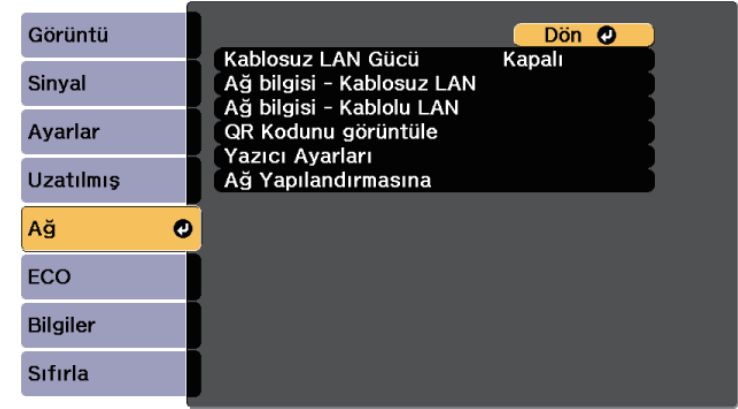 Görüntü
Sinyal
Ayarlar
Uzatılmış
Ağ
ECO
Bilgiler
Sıfırla
Dön
Kablosuz LAN Gücü Kapalı
Ağ bilgisi - Kablosuz LAN
Ağ bilgisi - Kablolu LAN
QR Kodunu görüntüle
Yazıcı Ayarları
Ağ Yapılandırmasına